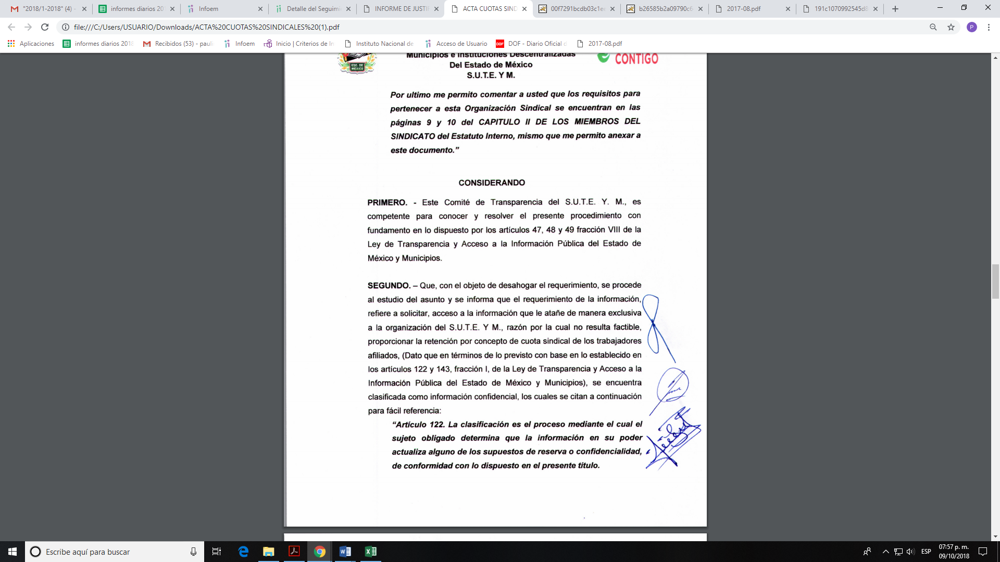 "2018/1-2018" (4) -
informes diarios 201
Infoem
Detalle del Seguimie
INFORME DE JUSTIF
ACTA CUOTAS SIND
00f7291bcdb03c1ee
b26585b2a09790c6
2017-08.pdf
191c1070992545d8
file:///C:/Users/USUARIO/Downloads/ACTA%20CUOTAS%20SINDICALES%20(1).pdf
P
Aplicaciones
informes diarios 2018
Recibidos (53) - pauli
Infoem
Inicio | Criterios de In
Instituto Nacional de
Acceso de Usuario
DOF
DOF - Diario Oficial d
2017-08.pdf
EDO. DE
MÉXICO
Municipios e Instituciones Descentralizadas
Del Estado de México
S.U.T.E. Y M.
CONTIGO
Por ultimo me permito comentar a usted que los requisitos para
pertenecer a esta Organización Sindical se encuentran en las
páginas 9 y 10 del CAPITULO II DE LOS MIEMBROS DEL
SINDICATO del Estatuto Interno, mismo que me permito anexar a
este documento.”
CONSIDERANDO
PRIMERO. - Este Comité de Transparencia del S.U.T.E. Y. M., es
competente para conocer y resolver el presente procedimiento con
fundamento en lo dispuesto por los artículos 47, 48 y 49 fracción VIII de la
Ley de Transparencia y Acceso a la Información Pública del Estado de
México y Municipios.
SEGUNDO. – Que, con el objeto de desahogar el requerimiento, se procede
al estudio del asunto y se informa que el requerimiento de la información,
refiere a solicitar, acceso a la información que le atañe de manera exclusiva
a la organización del S.U.T.E. Y M., razón por la cual no resulta factible,
proporcionar la retención por concepto de cuota sindical de los trabajadores
afiliados, (Dato que en términos de lo previsto con base en lo establecido en
los artículos 122 y 143, fracción I, de la Ley de Transparencia y Acceso a la
Información Pública del Estado de México y Municipios), se encuentra
clasificada como información confidencial, los cuales se citan a continuación
para fácil referencia:
“Artículo 122. La clasificación es el proceso mediante el cual el
sujeto obligado determina que la información en su poder
actualiza alguno de los supuestos de reserva o confidencialidad,
de conformidad con lo dispuesto en el presente título.
Escribe aquí para buscar
ESP
07:57 p. m.
09/10/2018